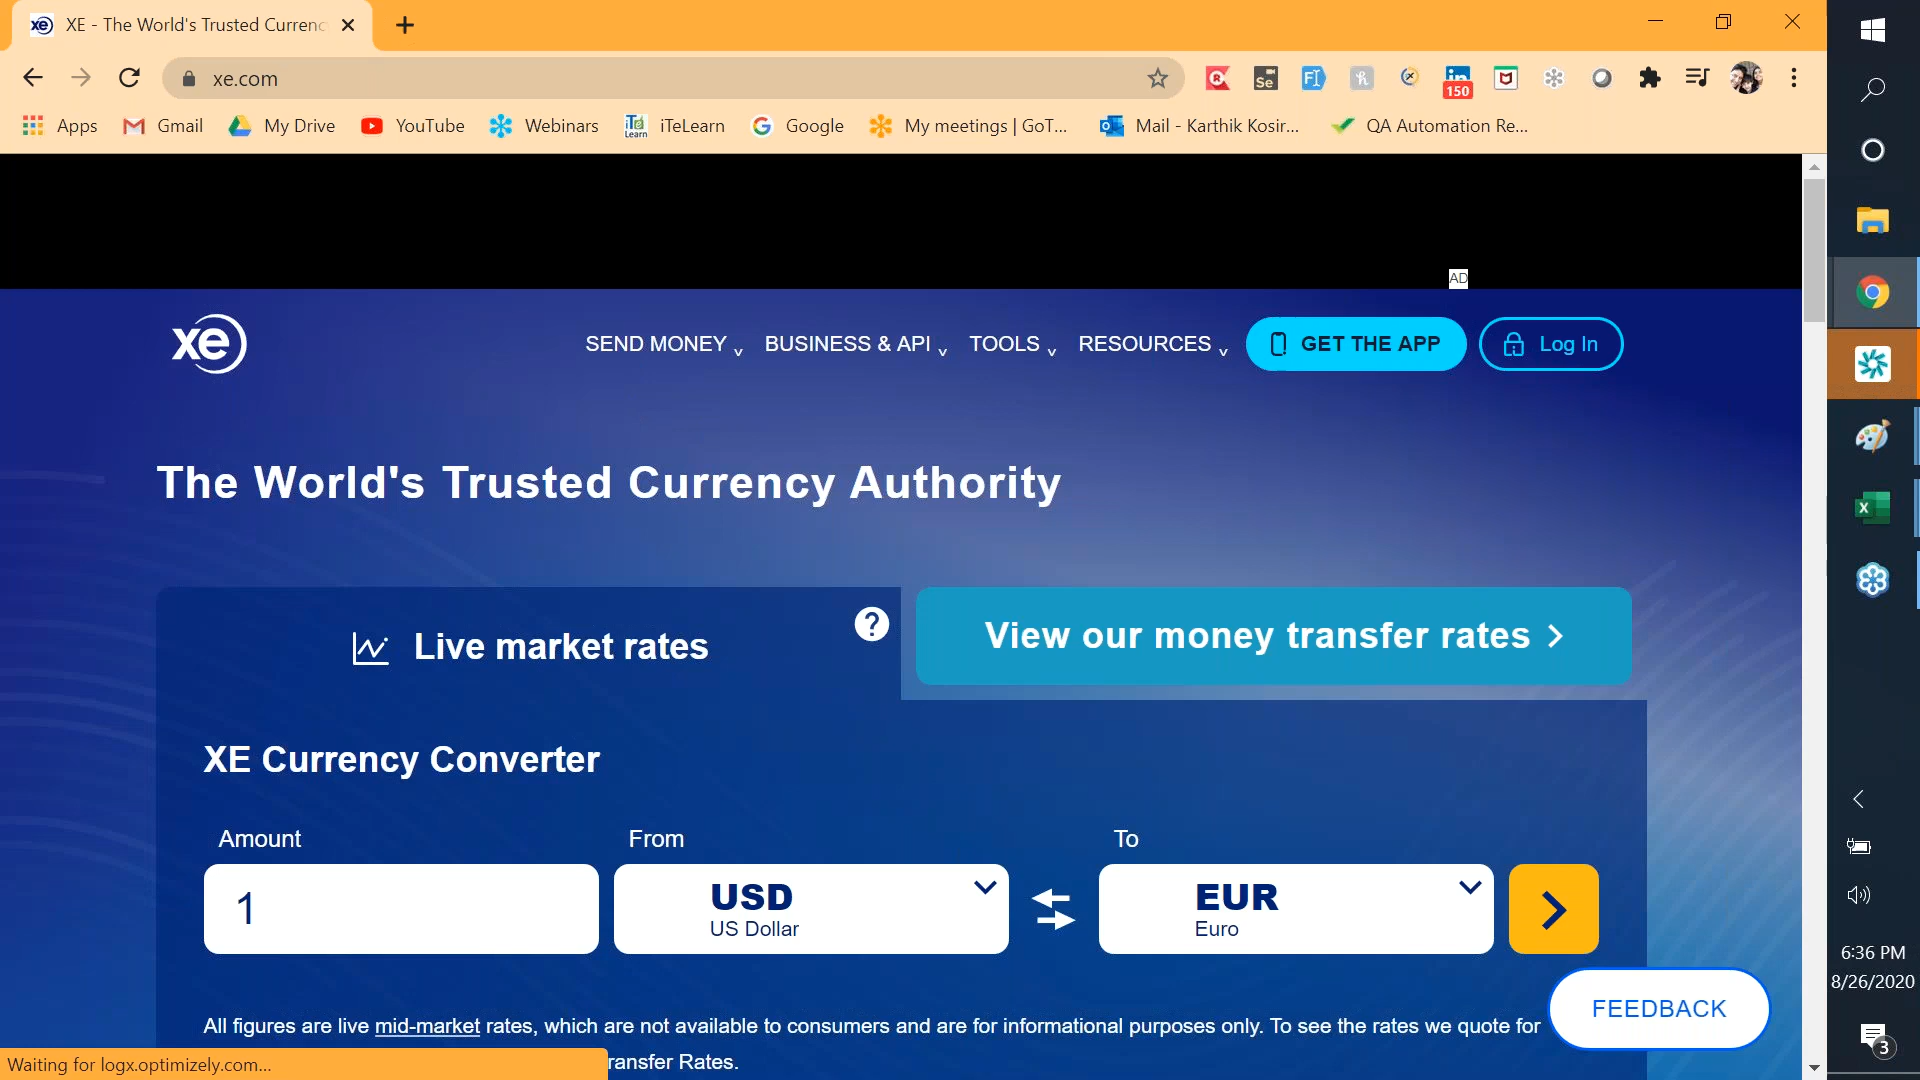 XE - The World's Trusted Currenc
xe.com
150
Apps
Gmail
My Drive
YouTube
Webinars
iTeLearn
Google
My meetings | GoT...
Mail - Karthik Kosir...
QA Automation Re...
AD
xe
SEND MONEY
BUSINESS & API
TOOLS
RESOURCES
GET THE APP
Log In
The World's Trusted Currency Authority
Live market rates
?
View our money transfer rates >
XE Currency Converter
Amount
From
To
1
USD
US Dollar
EUR
Euro
All figures are live mid-market rates, which are not available to consumers and are for informational purposes only. To see the rates we quote for
ransfer Rates.
FEEDBACK
Waiting for logx.optimizely.com...
6:36 PM
8/26/2020
3